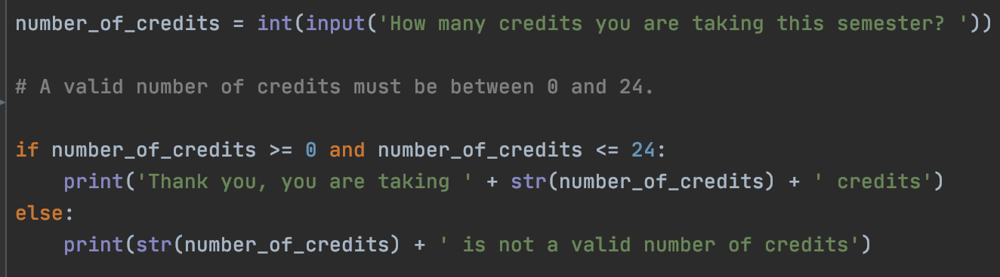 number_of_credits = int(input('How many credits you are taking this semester? '))
# A valid number of credits must be between 0 and 24.
if number_of_credits >= 0 and number_of_credits <= 24:
    print('Thank you, you are taking ' + str(number_of_credits) + ' credits')
else:
    print(str(number_of_credits) + ' is not a valid number of credits')